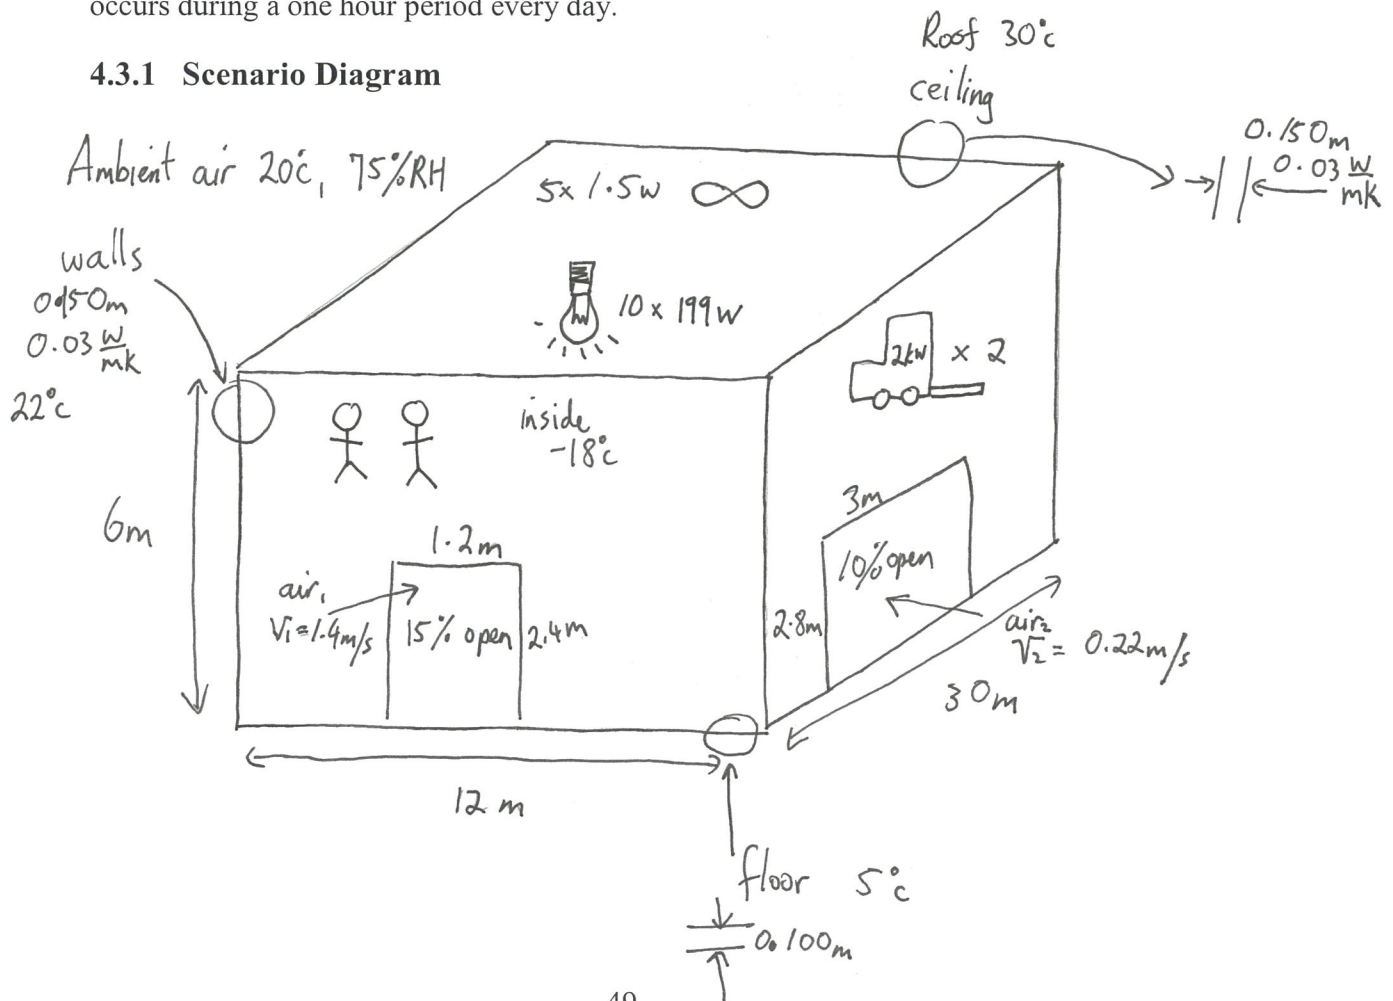 occurs during a one hour period every day.
4.3.1 Scenario Diagram
Roof 30°c
ceiling
0.150m
0.03 W/mk
Ambient air 20°c, 75%RH
5x 1.5w
walls
0.150m
0.03 W/mk
22°c
10 x 199w
2kw x 2
inside
-18°c
6m
3m
10% open
2.8m
1.2m
air,
V1=1.4m/s
15% open
2.4m
air2
V2= 0.22m/s
30m
12 m
floor 5°c
0.100m
49